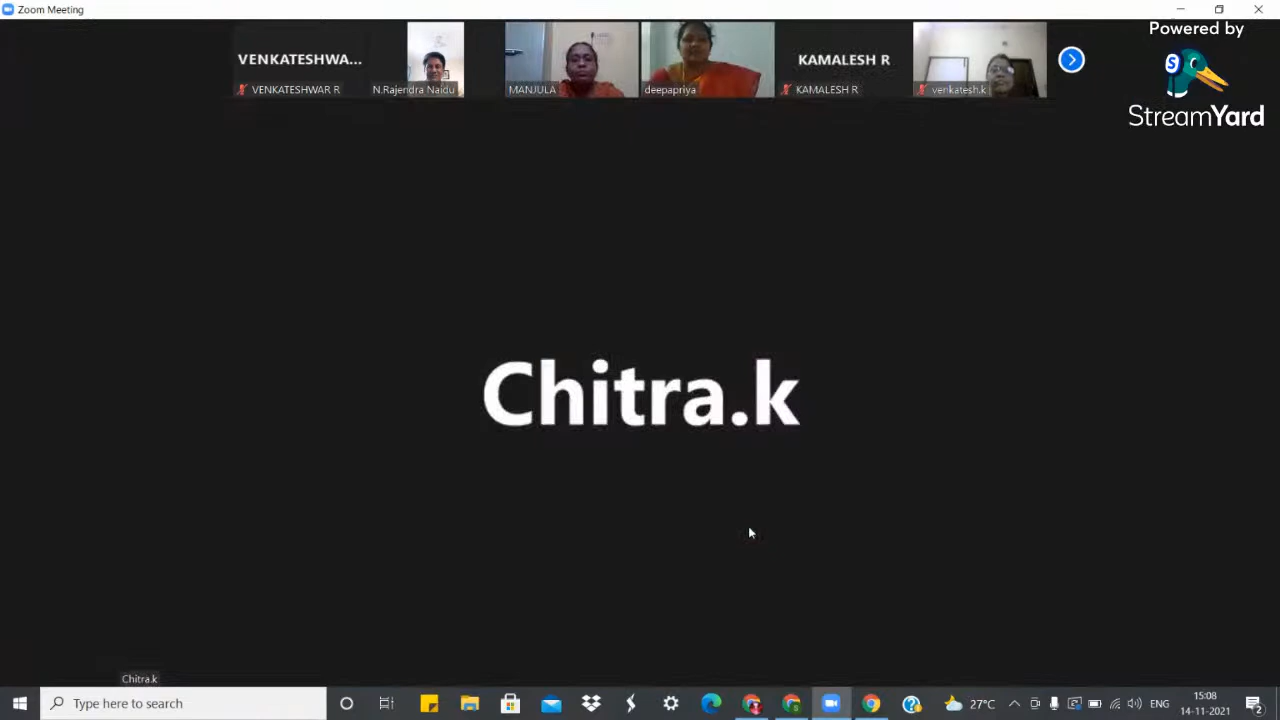 Zoom Meeting
Powered by
StreamYard
VENKATESHWA...
KAMALESH R
VENKATESHWAR R
N.Rajendra Naidu
MANJULA
deepapriya
KAMALESH R
venkatesh.k
Chitra.k
Chitra.k
Type here to search
27°C
ENG
15:08
14-11-2021
2